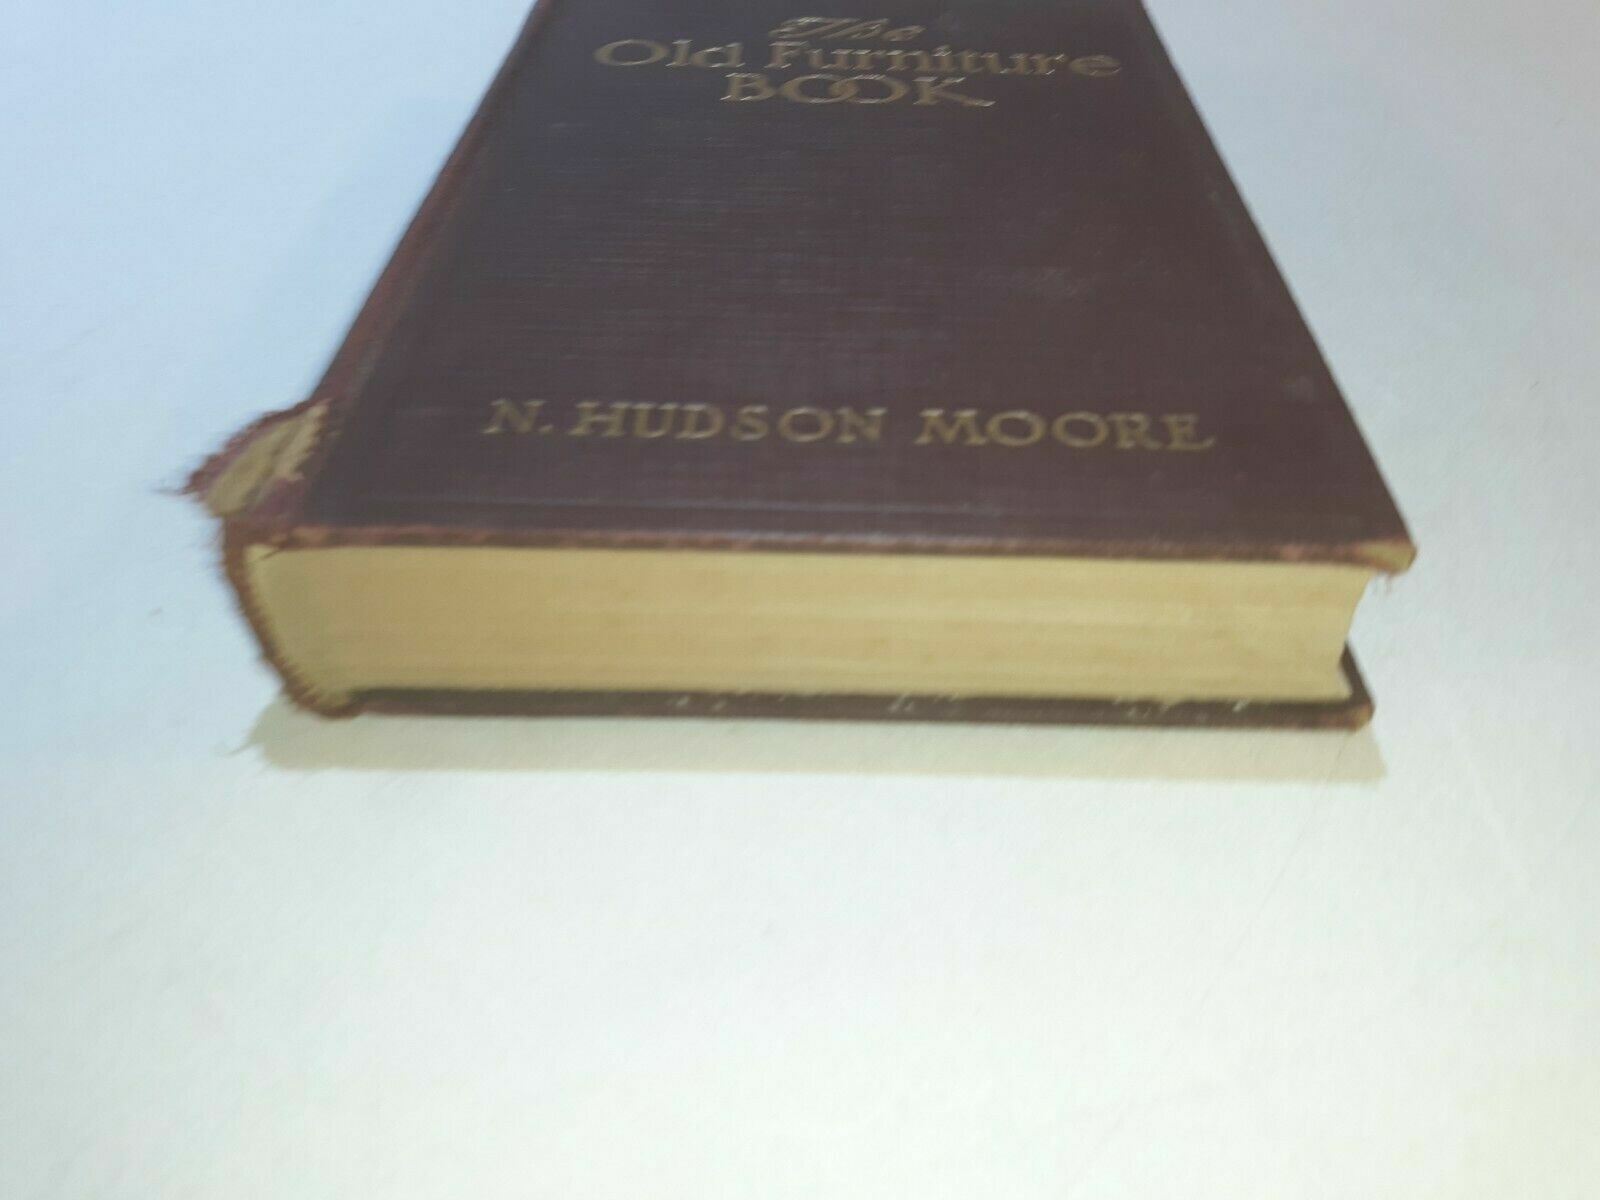 The
Old Furniture
BOOK
N. HUDSON MOORE